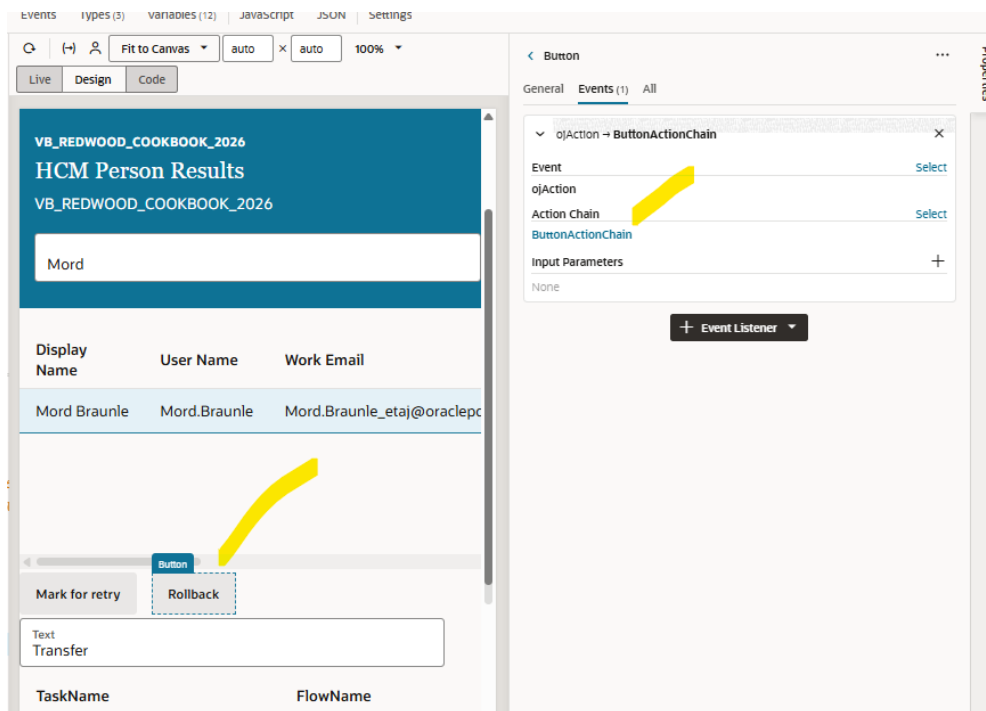 Events Types (3) Variables (12) JavaScript JSON Settings
Fit to Canvas auto × auto 100%
Live Design Code
VB_REDWOOD_COOKBOOK_2026
HCM Person Results
VB_REDWOOD_COOKBOOK_2026
Mord
Display Name User Name Work Email
Mord Braunle Mord.Braunle Mord.Braunle_etaj@oraclepc
Button
Mark for retry Rollback
Text
Transfer
TaskName FlowName
Button
General Events (1) All
ojAction → ButtonActionChain
Event Select
ojAction
Action Chain Select
ButtonActionChain
Input Parameters
None
+ Event Listener
Properties